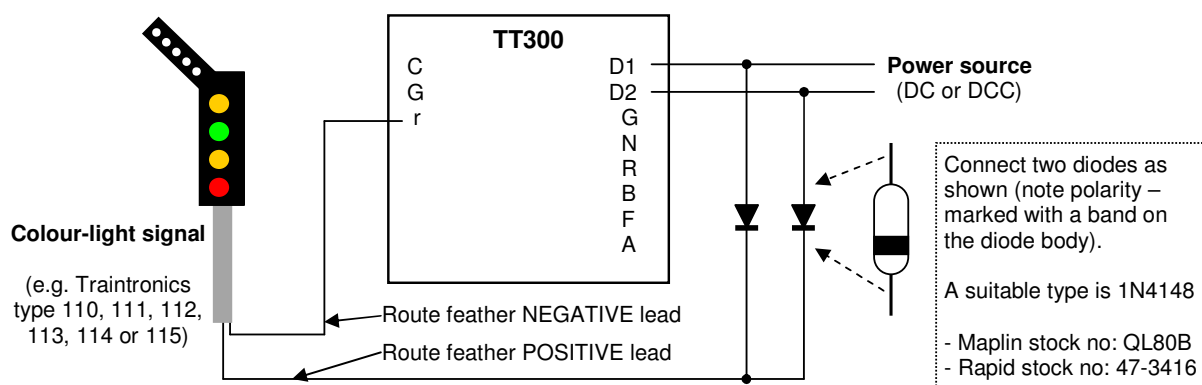 TT300
C
G
r
D1
D2
G
N
R
B
F
A
Power source
(DC or DCC)
Colour-light signal
(e.g. Traintronics
type 110, 111, 112,
113, 114 or 115)
Route feather NEGATIVE lead
Route feather POSITIVE lead
Connect two diodes as
shown (note polarity –
marked with a band on
the diode body).
A suitable type is 1N4148
- Maplin stock no: QL80B
- Rapid stock no: 47-3416